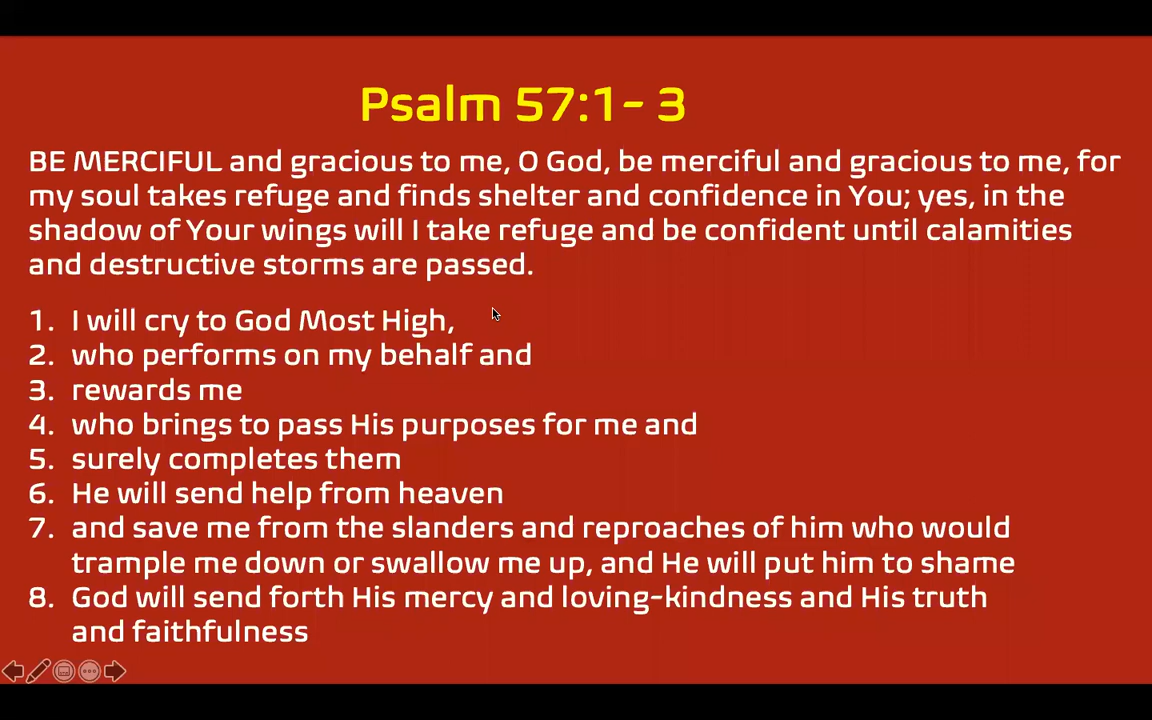 Psalm 57:1- 3
BE MERCIFUL and gracious to me, O God, be merciful and gracious to me, for
my soul takes refuge and finds shelter and confidence in You; yes, in the
shadow of Your wings will I take refuge and be confident until calamities
and destructive storms are passed.
1. I will cry to God Most High,
2. who performs on my behalf and
3. rewards me
4. who brings to pass His purposes for me and
5. surely completes them
6. He will send help from heaven
7. and save me from the slanders and reproaches of him who would
trample me down or swallow me up, and He will put him to shame
8. God will send forth His mercy and loving-kindness and His truth
and faithfulness